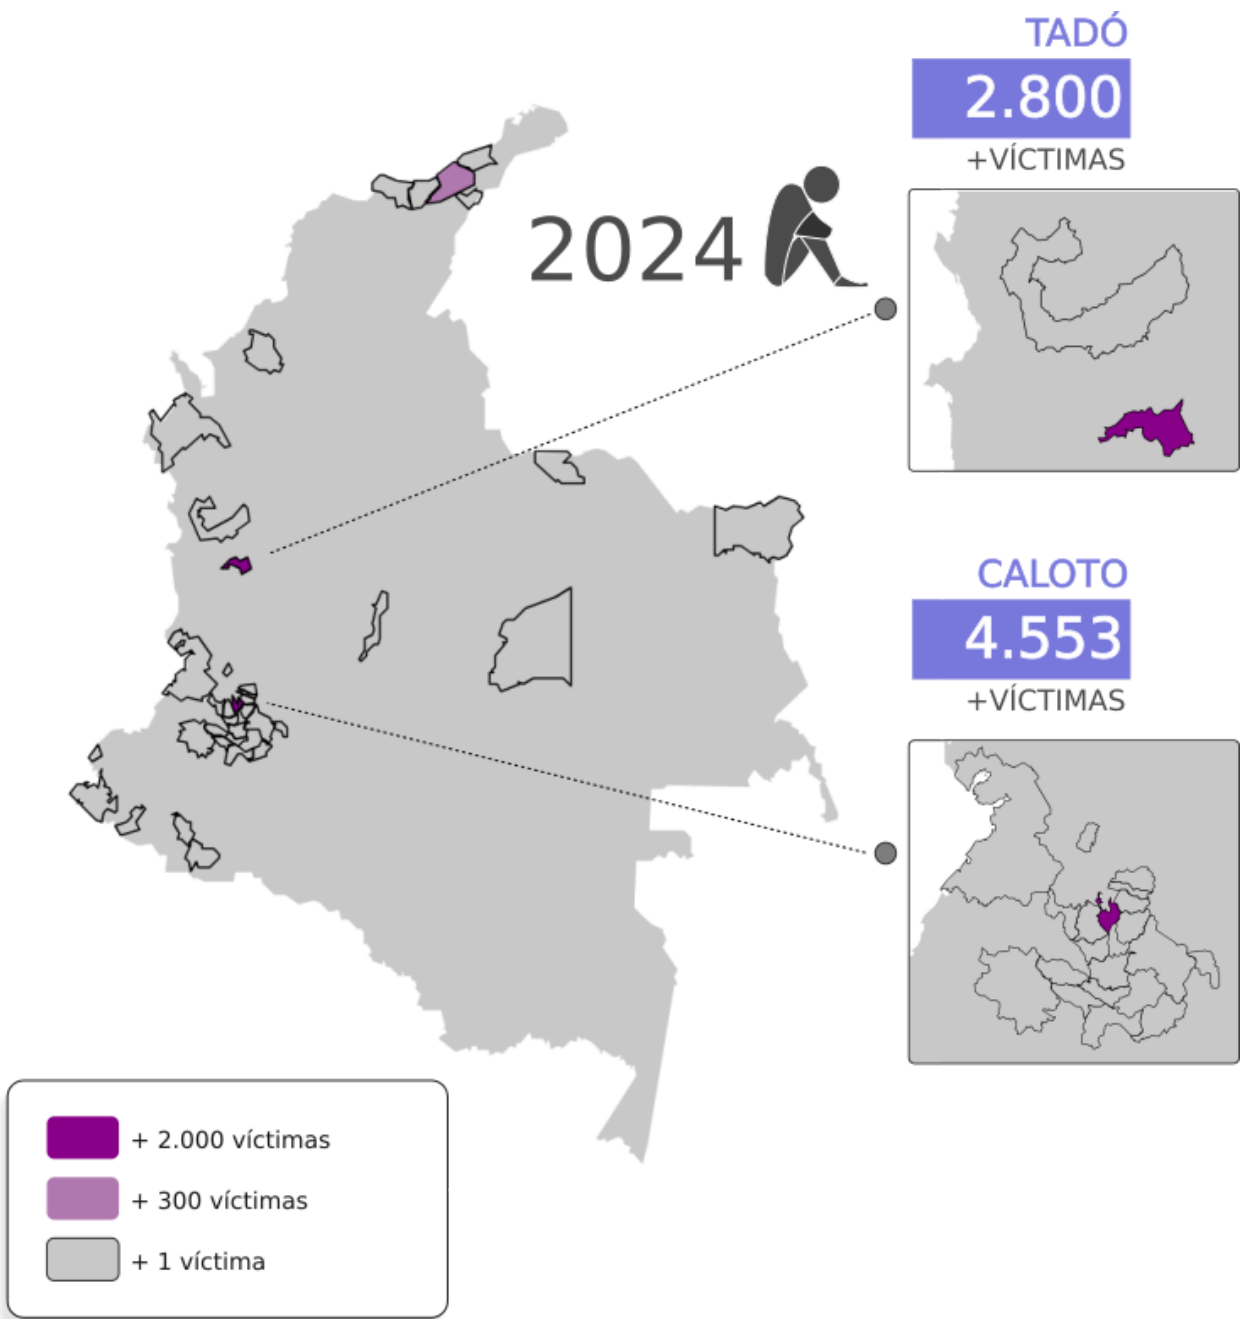 TADÓ
2.800
+VÍCTIMAS
2024
CALOTO
4.553
+VÍCTIMAS
+ 2.000 víctimas
+ 300 víctimas
+ 1 víctima